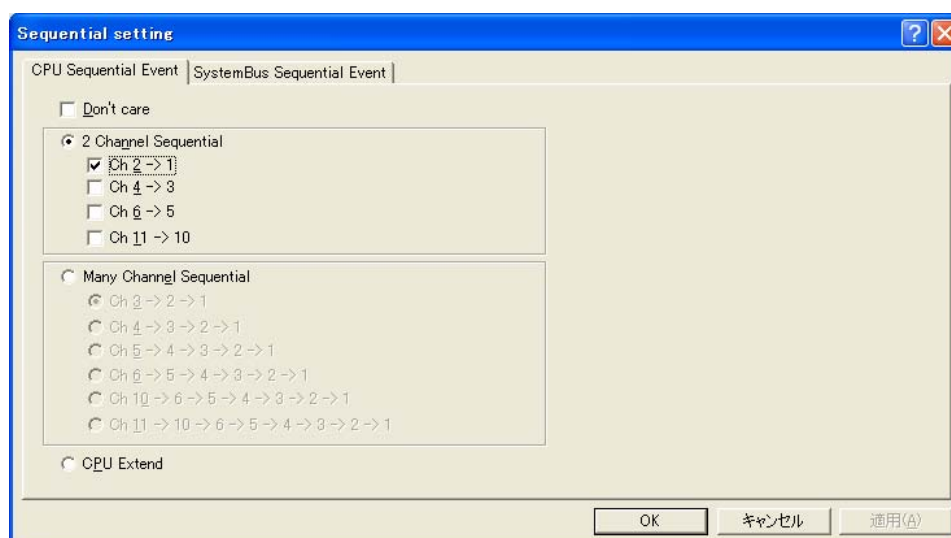 Sequential setting
CPU Sequential Event
SystemBus Sequential Event
Don't care
2 Channel Sequential
Ch 2 -> 1
Ch 4 -> 3
Ch 6 -> 5
Ch 11 -> 10
Many Channel Sequential
Ch 3 -> 2 -> 1
Ch 4 -> 3 -> 2 -> 1
Ch 5 -> 4 -> 3 -> 2 -> 1
Ch 6 -> 5 -> 4 -> 3 -> 2 -> 1
Ch 10 -> 6 -> 5 -> 4 -> 3 -> 2 -> 1
Ch 11 -> 10 -> 6 -> 5 -> 4 -> 3 -> 2 -> 1
CPU Extend
OK キャンセル 適用(A)